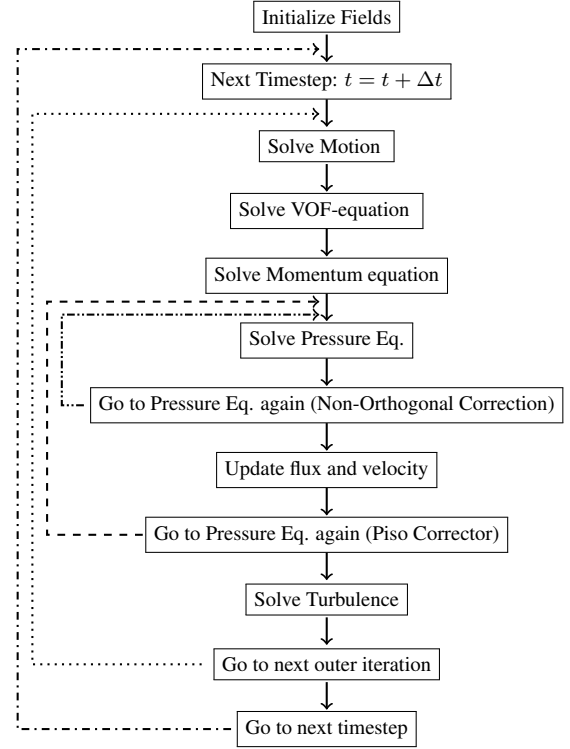 Initialize Fields
Next Timestep: t = t + Δt
Solve Motion
Solve VOF-equation
Solve Momentum equation
Solve Pressure Eq.
Go to Pressure Eq. again (Non-Orthogonal Correction)
Update flux and velocity
Go to Pressure Eq. again (Piso Corrector)
Solve Turbulence
Go to next outer iteration
Go to next timestep